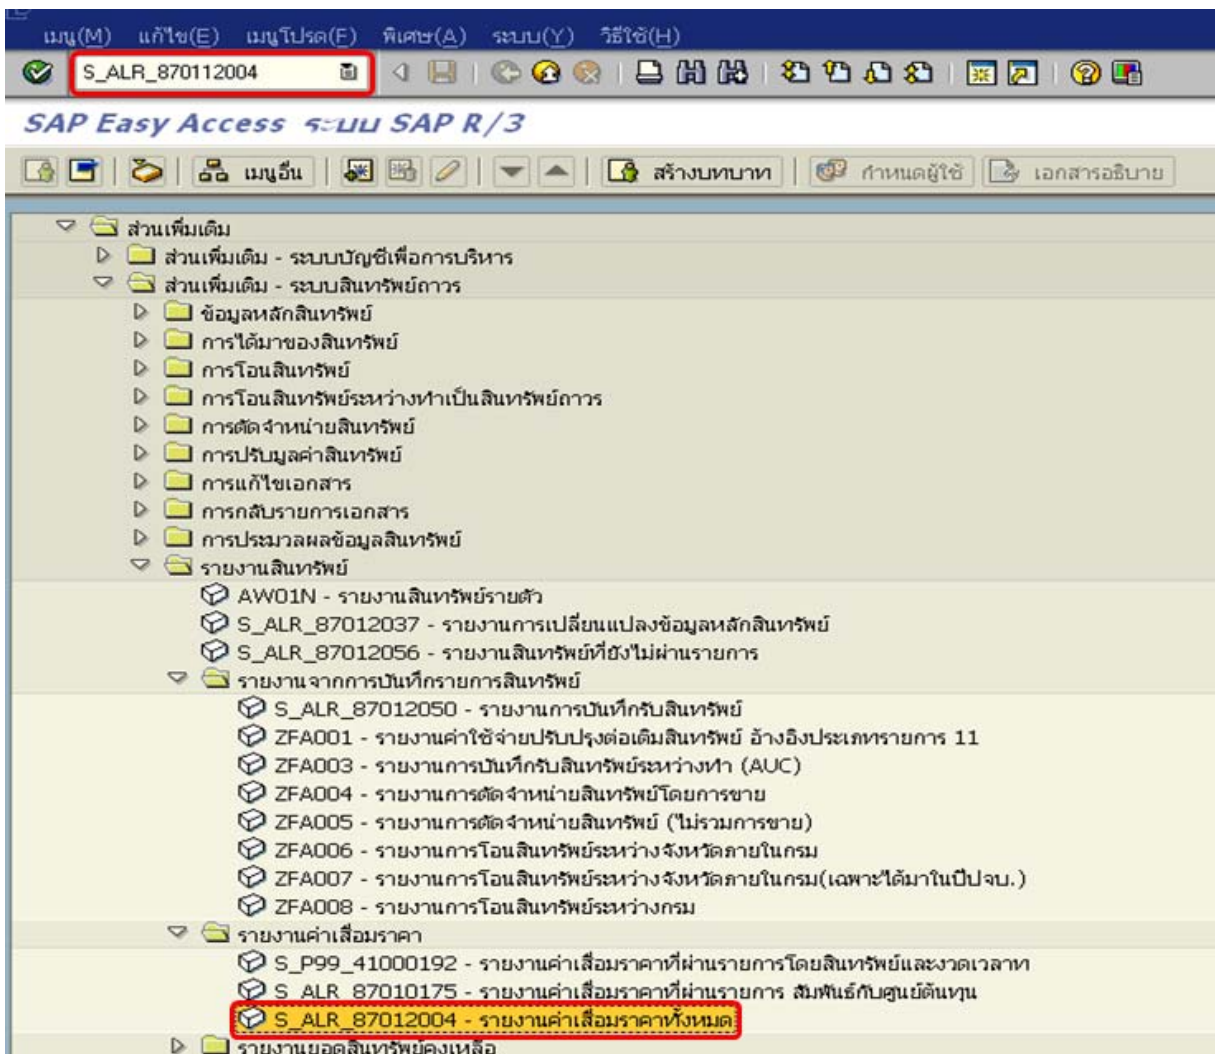 เมนู(M) แก้ไข(E) เมนูโปรด(F) พิเศษ(A) ระบบ(Y) วิธีใช้(H)
S_ALR_870112004
SAP Easy Access ระบบ SAP R/3
เมนูอื่น สร้างบทบาท กำหนดผู้ใช้ เอกสารอธิบาย
ส่วนเพิ่มเติม
ส่วนเพิ่มเติม - ระบบบัญชีเพื่อการบริหาร
ส่วนเพิ่มเติม - ระบบสินทรัพย์ถาวร
ข้อมูลหลักสินทรัพย์
การได้มาของสินทรัพย์
การโอนสินทรัพย์
การโอนสินทรัพย์ระหว่างทำเป็นสินทรัพย์ถาวร
การตัดจำหน่ายสินทรัพย์
การปรับมูลค่าสินทรัพย์
การแก้ไขเอกสาร
การกลับรายการเอกสาร
การประมวลผลข้อมูลสินทรัพย์
รายงานสินทรัพย์
AW01N - รายงานสินทรัพย์รายตัว
S_ALR_87012037 - รายงานการเปลี่ยนแปลงข้อมูลหลักสินทรัพย์
S_ALR_87012056 - รายงานสินทรัพย์ที่ยังไม่ผ่านรายการ
รายงานจากการบันทึกรายการสินทรัพย์
S_ALR_87012050 - รายงานการบันทึกรับสินทรัพย์
ZFA001 - รายงานค่าใช้จ่ายปรับปรุงต่อเติมสินทรัพย์ อ้างอิงประเภทรายการ 11
ZFA003 - รายงานการบันทึกรับสินทรัพย์ระหว่างทำ (AUC)
ZFA004 - รายงานการตัดจำหน่ายสินทรัพย์โดยการขาย
ZFA005 - รายงานการตัดจำหน่ายสินทรัพย์ (ไม่รวมการขาย)
ZFA006 - รายงานการโอนสินทรัพย์ระหว่างจังหวัดภายในกรม
ZFA007 - รายงานการโอนสินทรัพย์ระหว่างจังหวัดภายในกรม(เฉพาะได้มาในปีปจบ.)
ZFA008 - รายงานการโอนสินทรัพย์ระหว่างกรม
รายงานค่าเสื่อมราคา
S_P99_41000192 - รายงานค่าเสื่อมราคาที่ผ่านรายการโดยสินทรัพย์และงวดเวลาท
S_ALR_87010175 - รายงานค่าเสื่อมราคาที่ผ่านรายการ สัมพันธ์กับศูนย์ต้นทุน
S_ALR_87012004 - รายงานค่าเสื่อมราคาทั้งหมด
รายงานยอดสินทรัพย์คงเหลือ